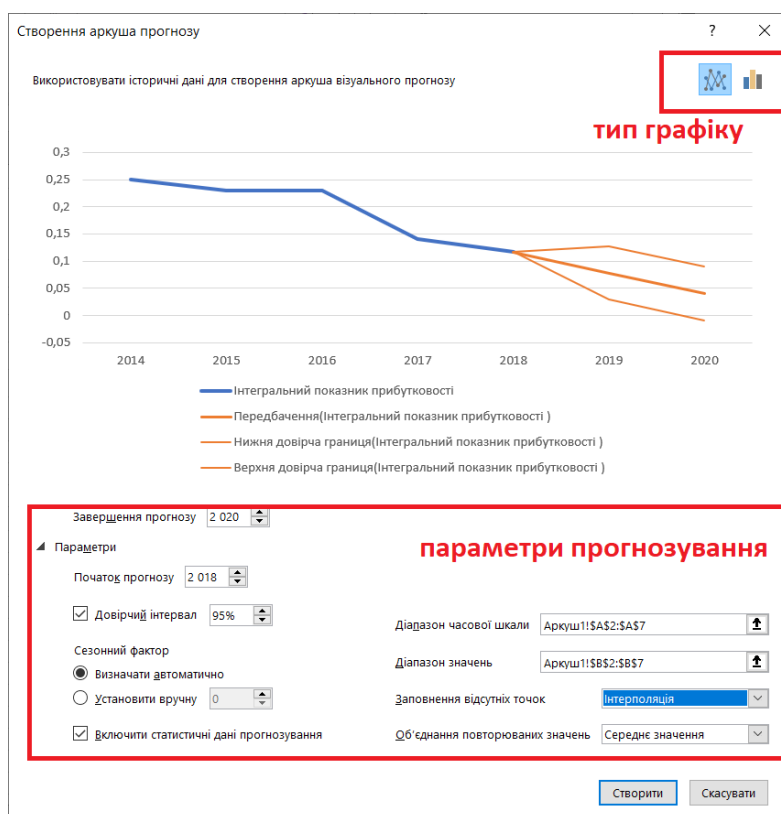 Створення аркуша прогнозу
?
Використовувати історичні дані для створення аркуша візуального прогнозу
тип графіку
0,3
0,25
0,2
0,15
0,1
0,05
0
-0,05
2014 2015 2016 2017 2018 2019 2020
Інтегральний показник прибутковості
Передбачення(Інтегральний показник прибутковості )
Нижня довірча границя(Інтегральний показник прибутковості )
Верхня довірча границя(Інтегральний показник прибутковості )
Завершення прогнозу 2 020
Параметри
параметри прогнозування
Початок прогнозу 2 018
Довірчий інтервал 95%
Діапазон часової шкали Аркуш1!$A$2:$A$7
Сезонний фактор
Діапазон значень Аркуш1!$B$2:$B$7
Визначати автоматично
Установити вручну 0
Заповнення відсутніх точок Інтерполяція
Включити статистичні дані прогнозування
Об'єднання повторюваних значень Середнє значення
Створити Скасувати